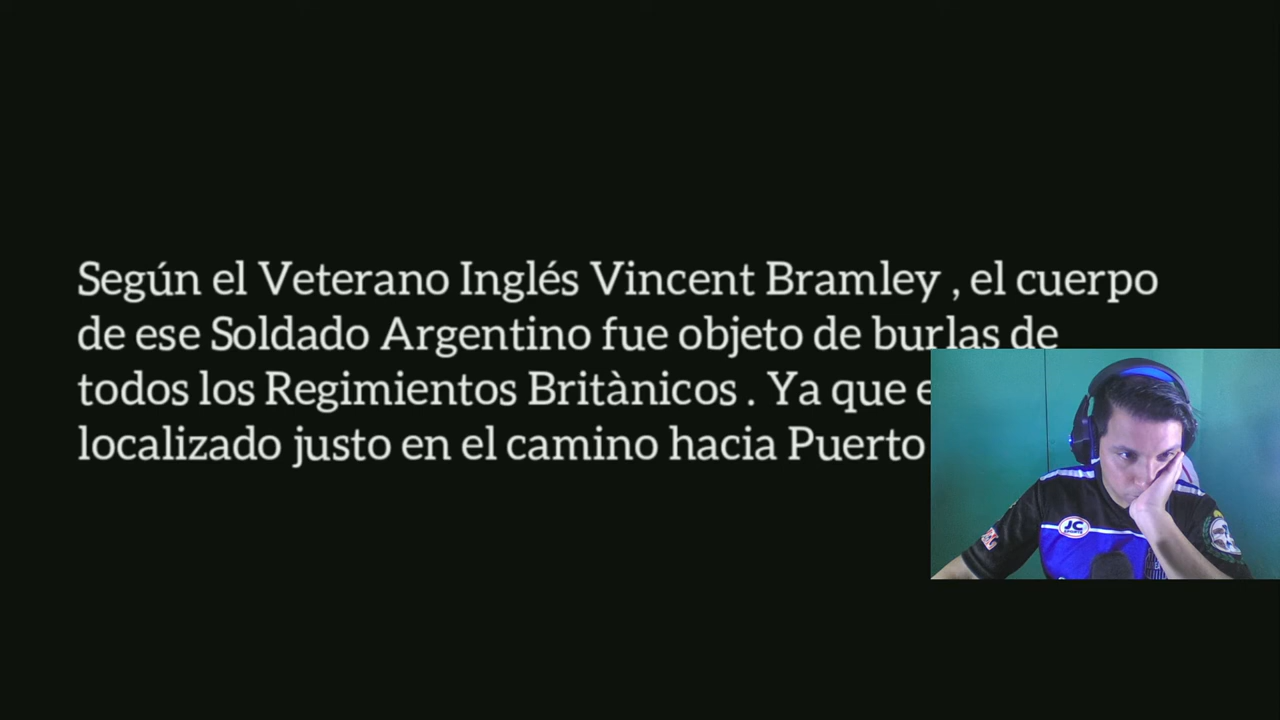 Según el Veterano Inglés Vincent Bramley , el cuerpo
de ese Soldado Argentino fue objeto de burlas de
todos los Regimientos Britànicos . Ya que
localizado justo en el camino hacia Puerto
JC